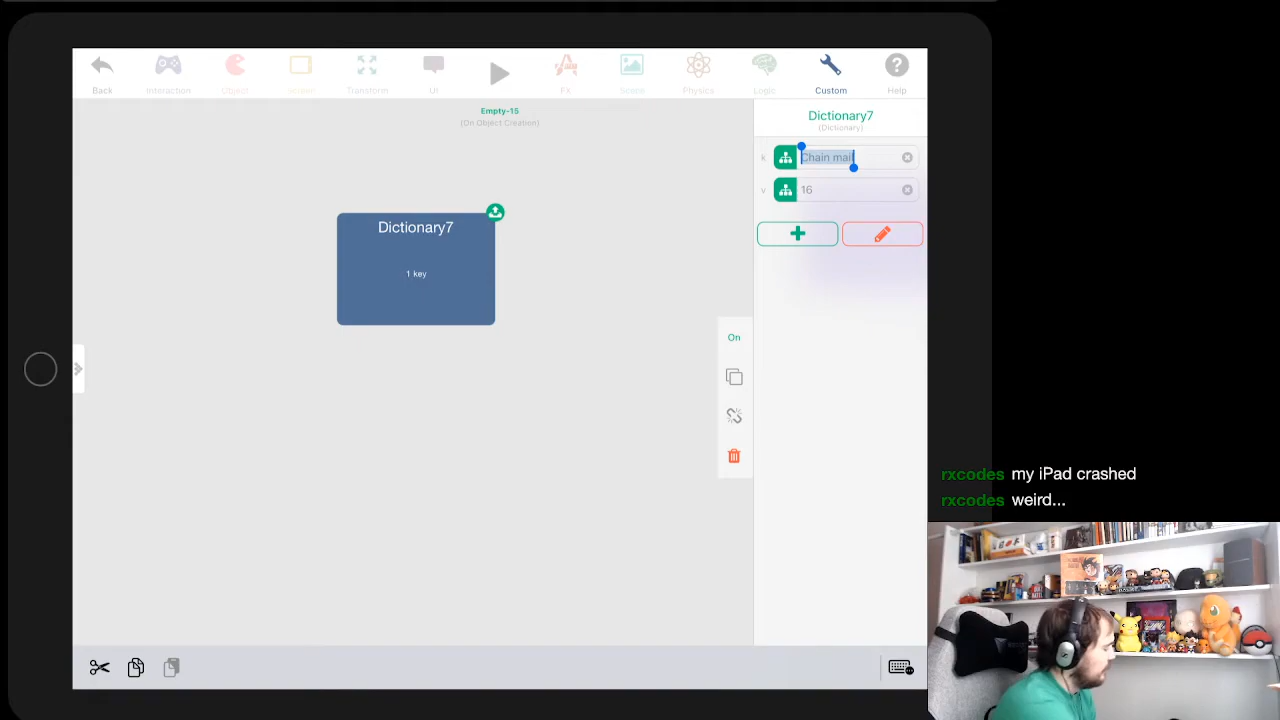 Back
Interaction
Object
Screen
Transform
UI
FX
Scene
Physics
Logic
Custom
Help
Empty-15
(On Object Creation)
Dictionary7
(Dictionary)
k Chain mail
v 16
Dictionary7
1 key
On
rxcodes my iPad crashed
rxcodes weird...